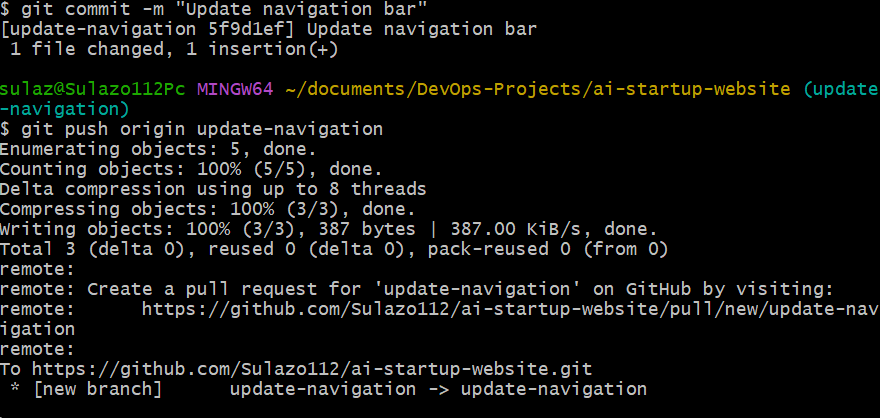 $ git commit -m "Update navigation bar"
[update-navigation 5f9d1ef] Update navigation bar
 1 file changed, 1 insertion(+)

sulaz@Sulazo112Pc MINGW64 ~/documents/DevOps-Projects/ai-startup-website (update
-navigation)
$ git push origin update-navigation
Enumerating objects: 5, done.
Counting objects: 100% (5/5), done.
Delta compression using up to 8 threads
Compressing objects: 100% (3/3), done.
Writing objects: 100% (3/3), 387 bytes | 387.00 KiB/s, done.
Total 3 (delta 0), reused 0 (delta 0), pack-reused 0 (from 0)
remote:
remote: Create a pull request for 'update-navigation' on GitHub by visiting:
remote:      https://github.com/Sulazo112/ai-startup-website/pull/new/update-nav
igation
remote:
To https://github.com/Sulazo112/ai-startup-website.git
 * [new branch]      update-navigation -> update-navigation